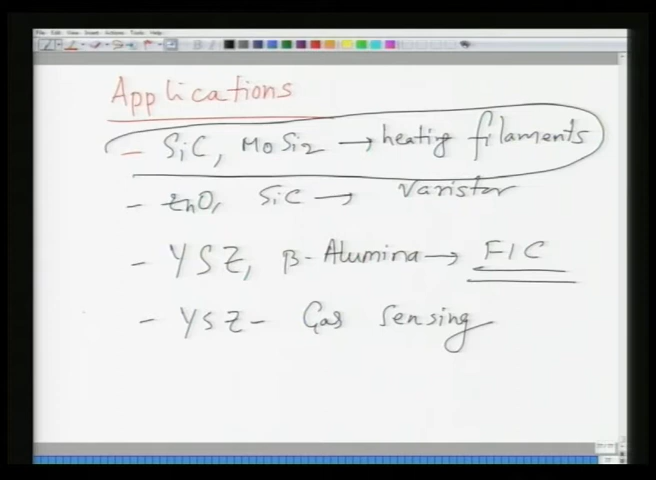 Applications
- SiC, MoSi2 → heating filaments
- ZnO, SiC → Varistor
- YSZ, β-Alumina → FIC
- YSZ - Gas Sensing